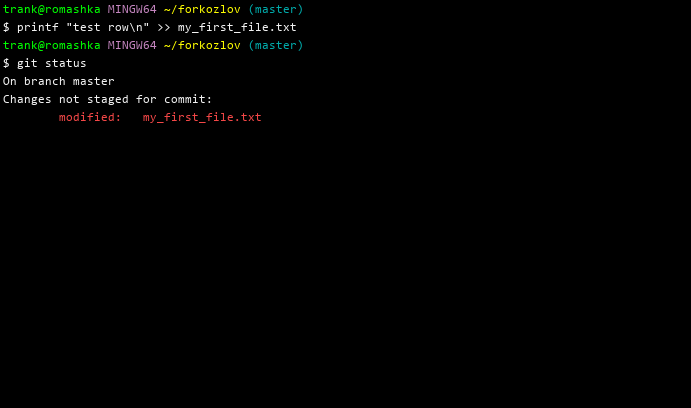 trank@romashka MINGW64 ~/forkozlov (master)
$ printf "test row\n" >> my_first_file.txt
trank@romashka MINGW64 ~/forkozlov (master)
$ git status
On branch master
Changes not staged for commit:
        modified:   my_first_file.txt